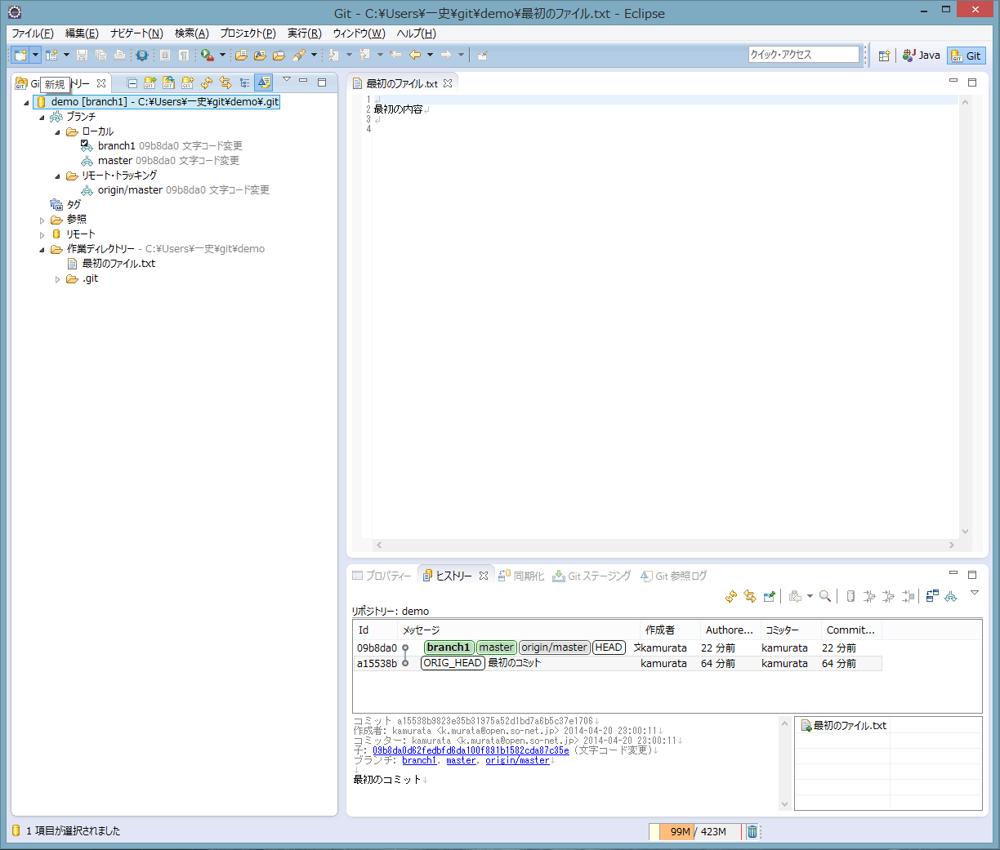 Git - C:¥Users¥一史¥git¥demo¥最初のファイル.txt - Eclipse
ファイル(F) 編集(E) ナビゲート(N) 検索(A) プロジェクト(P) 実行(R) ウィンドウ(W) ヘルプ(H)
クイック・アクセス
Java
Git
Gi
新規
トリー
demo [branch1] - C:¥Users¥一史¥git¥demo¥.git
ブランチ
ローカル
branch1 09b8da0 文字コード変更
master 09b8da0 文字コード変更
リモート・トラッキング
origin/master 09b8da0 文字コード変更
タグ
参照
リモート
作業ディレクトリー - C:¥Users¥一史¥git¥demo
最初のファイル.txt
.git
最初のファイル.txt
1
2 最初の内容
3
4
プロパティー ヒストリー 同期化 Git ステージング Git 参照ログ
リポジトリー: demo
Id メッセージ 作成者 Authore... コミッター Commit...
09b8da0 branch1 master origin/master HEAD 文 kamurata 22 分前 kamurata 22 分前
a15538b ORIG_HEAD 最初のコミット kamurata 64 分前 kamurata 64 分前
コミット a15538b9823e35b31975a52d1bd7a6b5c37e1706
作成者: kamurata <k.murata@open.so-net.jp> 2014-04-20 23:00:11
コミッター: kamurata <k.murata@open.so-net.jp> 2014-04-20 23:00:11
子: 09b8da0d62fedbfd6da100f891b1582cda87c35e (文字コード変更)
ブランチ: branch1, master, origin/master
最初のコミット
最初のファイル.txt
1 項目が選択されました
99M / 423M